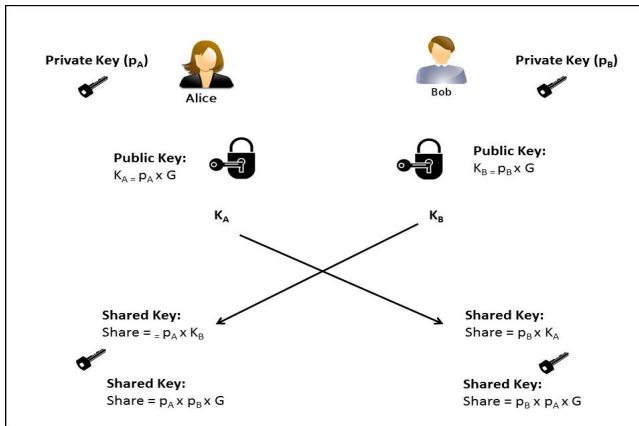 Private Key (pA)
Alice
Bob
Private Key (pB)
Public Key:
KA = pA x G
Public Key:
KB = pB x G
KA
KB
Shared Key:
Share = = pA x KB
Shared Key:
Share = pB x KA
Shared Key:
Share = pA x pB x G
Shared Key:
Share = pB x pA x G